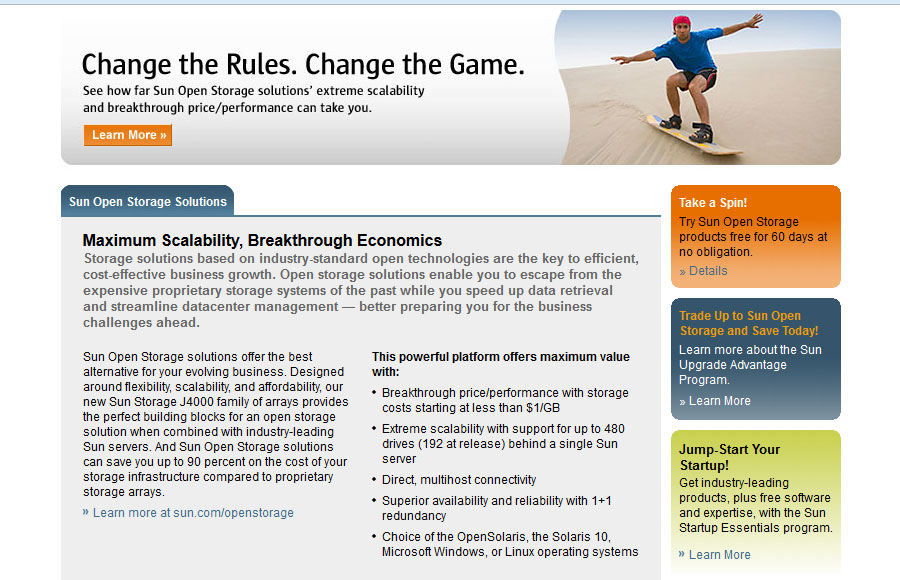 Change the Rules. Change the Game.
See how far Sun Open Storage solutions' extreme scalability
and breakthrough price/performance can take you.
Learn More »
Sun Open Storage Solutions
Maximum Scalability, Breakthrough Economics
Storage solutions based on industry-standard open technologies are the key to efficient,
cost-effective business growth. Open storage solutions enable you to escape from the
expensive proprietary storage systems of the past while you speed up data retrieval
and streamline datacenter management — better preparing you for the business
challenges ahead.
Sun Open Storage solutions offer the best
alternative for your evolving business. Designed
around flexibility, scalability, and affordability, our
new Sun Storage J4000 family of arrays provides
the perfect building blocks for an open storage
solution when combined with industry-leading
Sun servers. And Sun Open Storage solutions
can save you up to 90 percent on the cost of your
storage infrastructure compared to proprietary
storage arrays.
» Learn more at sun.com/openstorage
This powerful platform offers maximum value
with:
• Breakthrough price/performance with storage
costs starting at less than $1/GB
• Extreme scalability with support for up to 480
drives (192 at release) behind a single Sun
server
• Direct, multihost connectivity
• Superior availability and reliability with 1+1
redundancy
• Choice of the OpenSolaris, the Solaris 10,
Microsoft Windows, or Linux operating systems
Take a Spin!
Try Sun Open Storage
products free for 60 days at
no obligation.
» Details
Trade Up to Sun Open
Storage and Save Today!
Learn more about the Sun
Upgrade Advantage
Program.
» Learn More
Jump-Start Your
Startup!
Get industry-leading
products, plus free software
and expertise, with the Sun
Startup Essentials program.
» Learn More